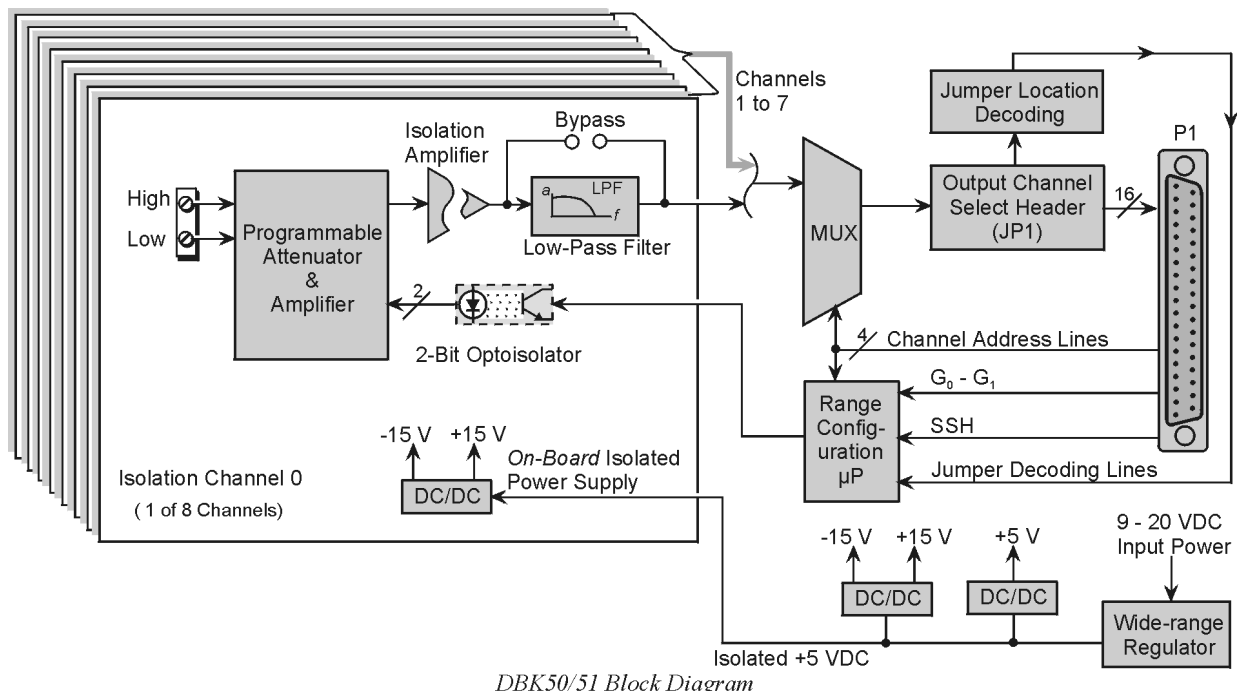 Channels
1 to 7
Jumper Location
Decoding
P1
Bypass
Isolation
Amplifier
High
Low
Programmable
Attenuator
&
Amplifier
a
LPF
f
Low-Pass Filter
MUX
Output Channel
Select Header
(JP1)
16
2
2-Bit Optoisolator
4
Channel Address Lines
G₀ - G₁
SSH
Jumper Decoding Lines
Range
Config-
uration
µP
-15 V
+15 V
On-Board Isolated
Power Supply
DC/DC
Isolation Channel 0
( 1 of 8 Channels)
-15 V
+15 V
+5 V
9 - 20 VDC
Input Power
DC/DC
DC/DC
Wide-range
Regulator
Isolated +5 VDC
DBK50/51 Block Diagram